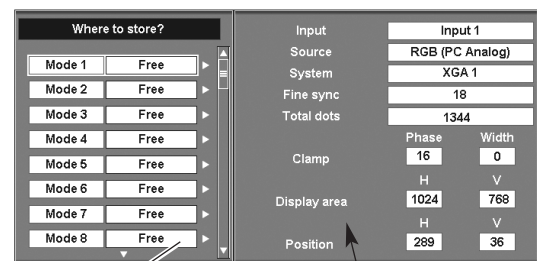 Where to store?
Mode 1 Free
Mode 2 Free
Mode 3 Free
Mode 4 Free
Mode 5 Free
Mode 6 Free
Mode 7 Free
Mode 8 Free
Input Input 1
Source RGB (PC Analog)
System XGA 1
Fine sync 18
Total dots 1344
Phase Width
Clamp 16 0
H V
Display area 1024 768
H V
Position 289 36